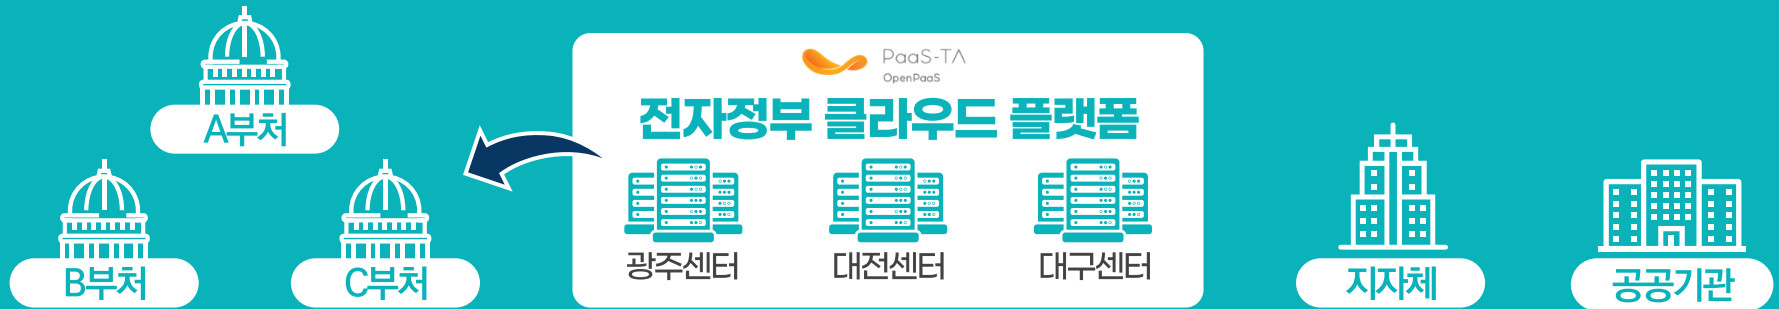 A부처
B부처
C부처
PaaS-TA
OpenPaaS
전자정부 클라우드 플랫폼
광주센터
대전센터
대구센터
지자체
공공기관